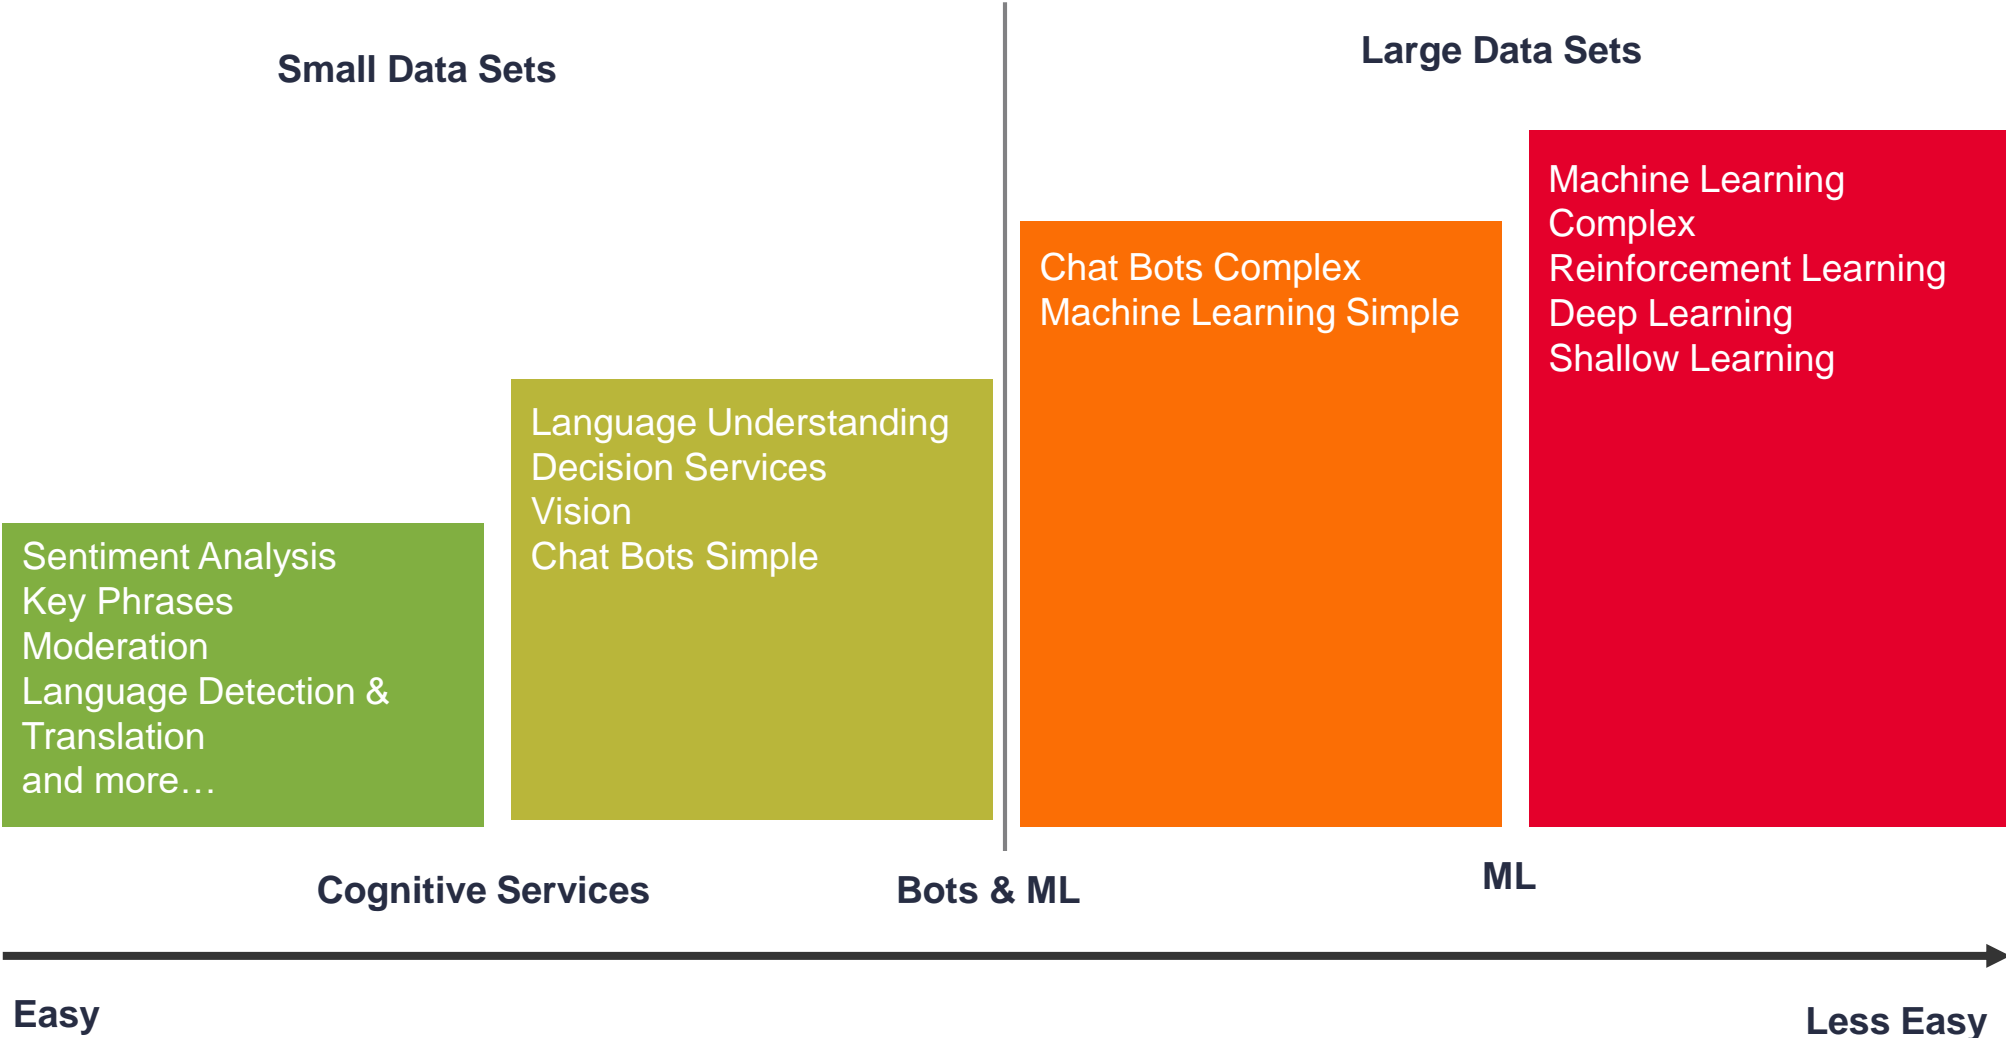 Small Data Sets
Large Data Sets
Sentiment Analysis
Key Phrases
Moderation
Language Detection &
Translation
and more…
Language Understanding
Decision Services
Vision
Chat Bots Simple
Chat Bots Complex
Machine Learning Simple
Machine Learning
Complex
Reinforcement Learning
Deep Learning
Shallow Learning
Cognitive Services
Bots & ML
ML
Easy
Less Easy